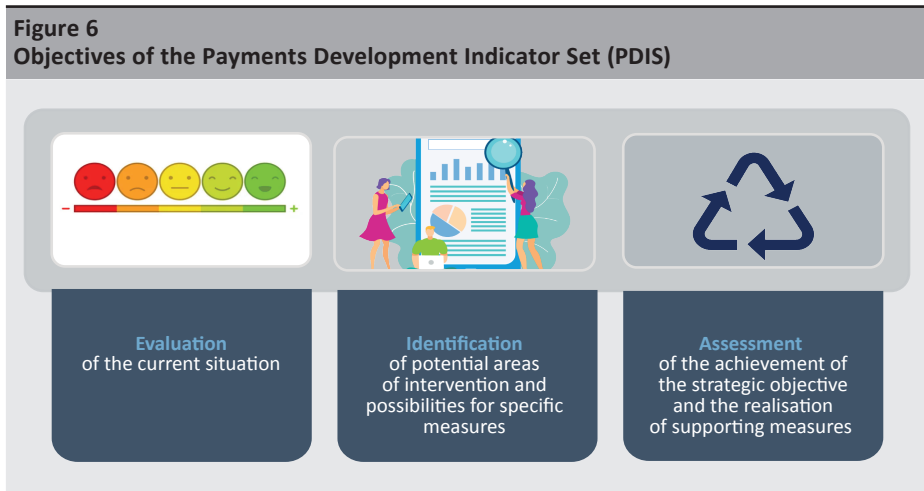 Figure 6
Objectives of the Payments Development Indicator Set (PDIS)
–
+
Evaluation
of the current situation
Identification
of potential areas
of intervention and
possibilities for specific
measures
Assessment
of the achievement of
the strategic objective
and the realisation
of supporting measures